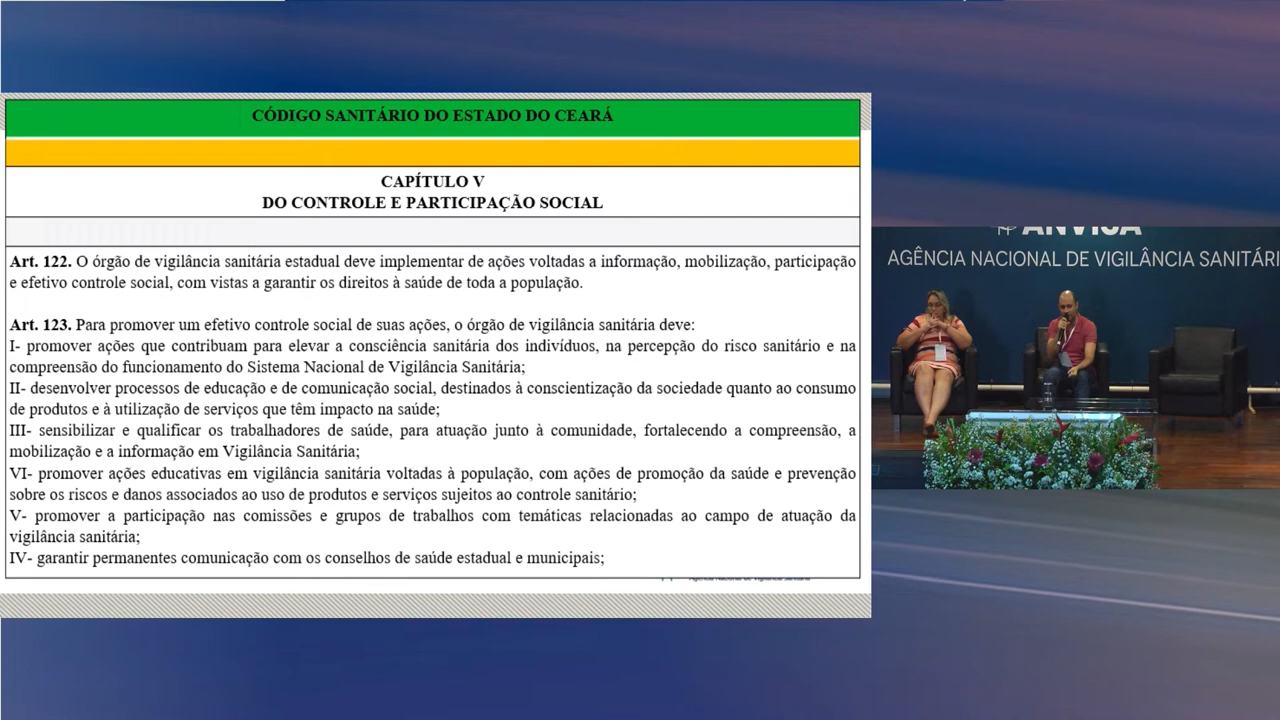 CÓDIGO SANITÁRIO DO ESTADO DO CEARÁ
CAPÍTULO V
DO CONTROLE E PARTICIPAÇÃO SOCIAL
Art. 122. O órgão de vigilância sanitária estadual deve implementar de ações voltadas a informação, mobilização, participação
e efetivo controle social, com vistas a garantir os direitos à saúde de toda a população.
Art. 123. Para promover um efetivo controle social de suas ações, o órgão de vigilância sanitária deve:
I- promover ações que contribuam para elevar a consciência sanitária dos indivíduos, na percepção do risco sanitário e na
compreensão do funcionamento do Sistema Nacional de Vigilância Sanitária;
II- desenvolver processos de educação e de comunicação social, destinados à conscientização da sociedade quanto ao consumo
de produtos e à utilização de serviços que têm impacto na saúde;
III- sensibilizar e qualificar os trabalhadores de saúde, para atuação junto à comunidade, fortalecendo a compreensão, a
mobilização e a informação em Vigilância Sanitária;
VI- promover ações educativas em vigilância sanitária voltadas à população, com ações de promoção da saúde e prevenção
sobre os riscos e danos associados ao uso de produtos e serviços sujeitos ao controle sanitário;
V- promover a participação nas comissões e grupos de trabalhos com temáticas relacionadas ao campo de atuação da
vigilância sanitária;
IV- garantir permanentes comunicação com os conselhos de saúde estadual e municipais;
Agência Nacional de Vigilância Sanitária
ANVISA
AGÊNCIA NACIONAL DE VIGILÂNCIA SANITÁRI